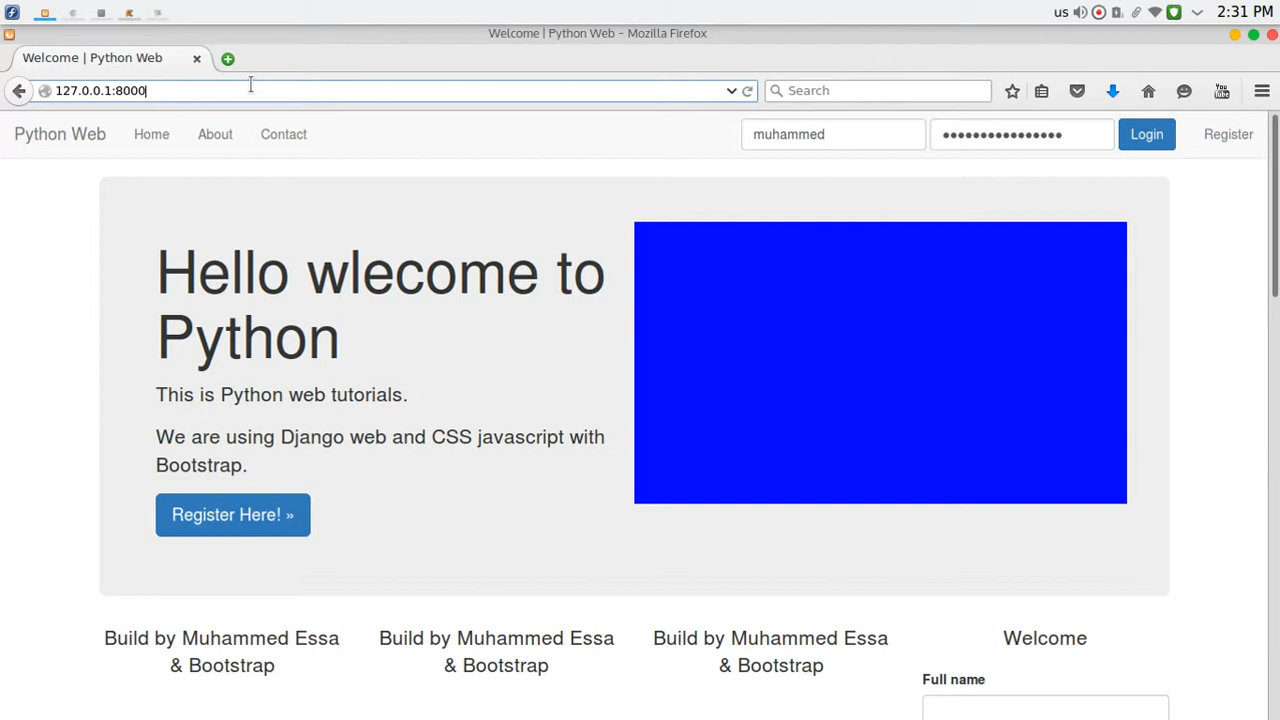 us
2:31 PM
Welcome | Python Web - Mozilla Firefox
Welcome | Python Web
127.0.0.1:8000
Search
You
Python Web
Home
About
Contact
muhammed
••••••••••••••••
Login
Register
Hello wlecome to
Python
This is Python web tutorials.
We are using Django web and CSS javascript with
Bootstrap.
Register Here! »
Build by Muhammed Essa
& Bootstrap
Build by Muhammed Essa
& Bootstrap
Build by Muhammed Essa
& Bootstrap
Welcome
Full name